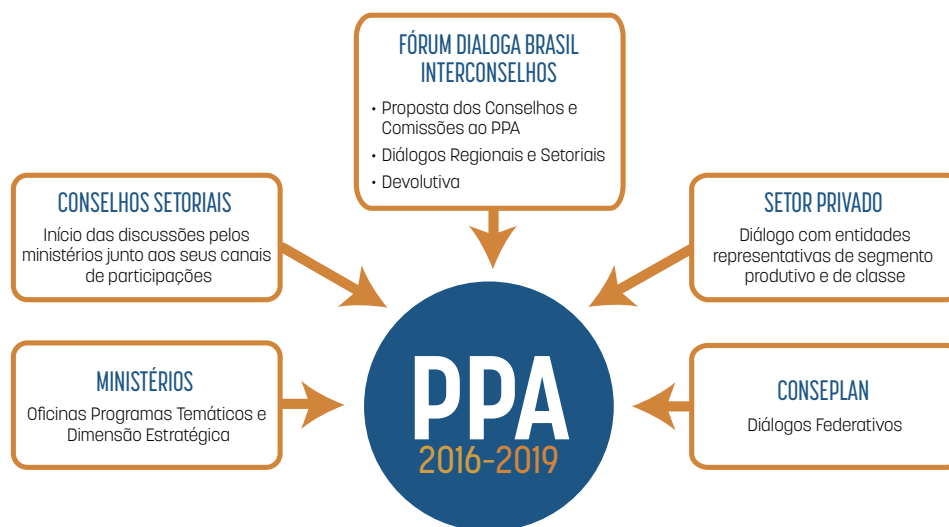 FÓRUM DIALOGA BRASIL
INTERCONSELHOS
• Proposta dos Conselhos e
Comissões ao PPA
• Diálogos Regionais e Setoriais
• Devolutiva
CONSELHOS SETORIAIS
Início das discussões pelos
ministérios junto aos seus canais
de participações
SETOR PRIVADO
Diálogo com entidades
representativas de segmento
produtivo e de classe
MINISTÉRIOS
Oficinas Programas Temáticos e
Dimensão Estratégica
PPA
2016-2019
CONSEPLAN
Diálogos Federativos